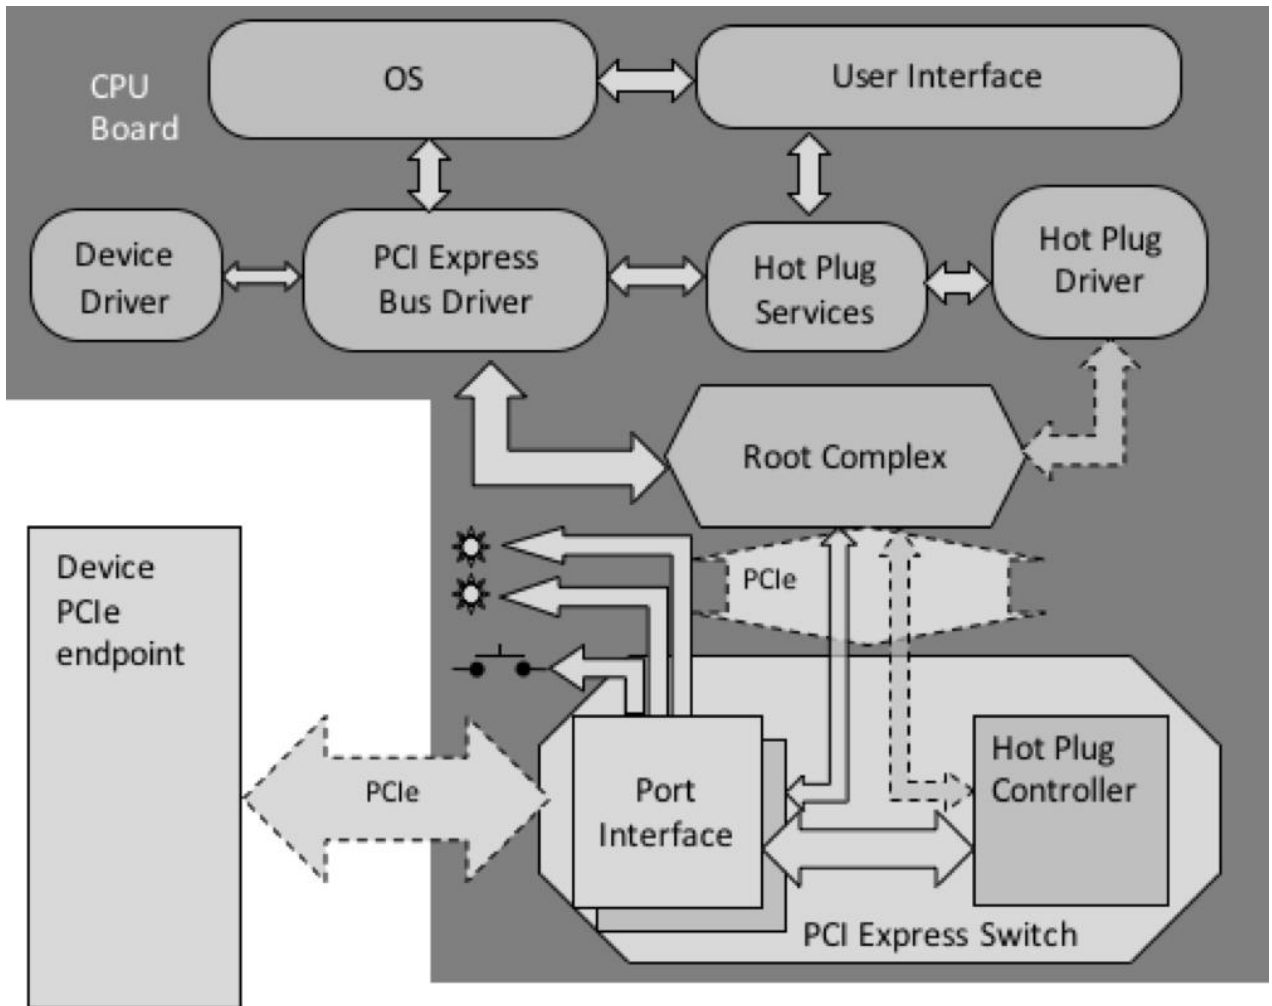 CPU
Board
OS
User Interface
Device
Driver
PCI Express
Bus Driver
Hot Plug
Services
Hot Plug
Driver
Root Complex
Device
PCIe
endpoint
PCIe
PCIe
Port
Interface
Hot Plug
Controller
PCI Express Switch